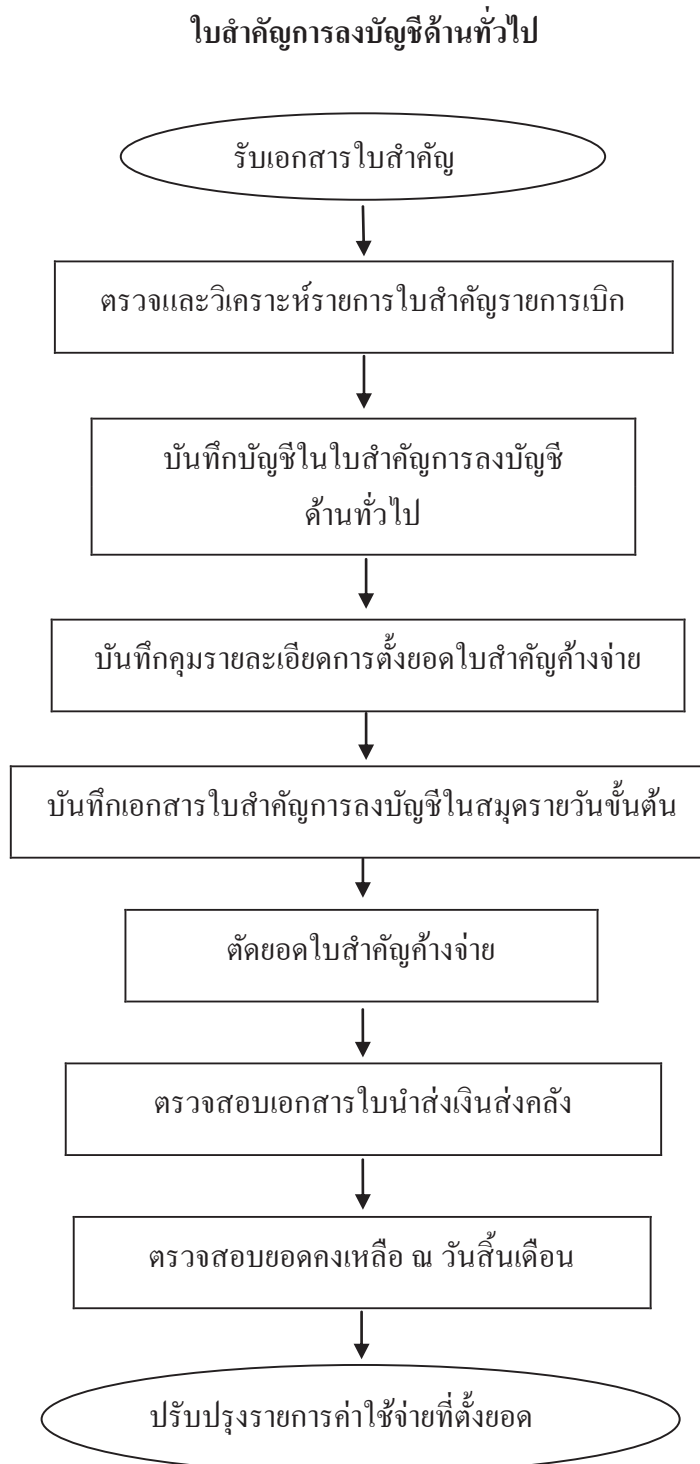 ใบสำคัญการลงบัญชีด้านทั่วไป
รับเอกสารใบสำคัญ
ตรวจและวิเคราะห์รายการใบสำคัญรายการเบิก
บันทึกบัญชีในใบสำคัญการลงบัญชี
ด้านทั่วไป
บันทึกคุมรายละเอียดการตั้งยอดใบสำคัญค้างจ่าย
บันทึกเอกสารใบสำคัญการลงบัญชีในสมุดรายวันขั้นต้น
ตัดยอดใบสำคัญค้างจ่าย
ตรวจสอบเอกสารใบนำส่งเงินส่งคลัง
ตรวจสอบยอดคงเหลือ ณ วันสิ้นเดือน
ปรับปรุงรายการค่าใช้จ่ายที่ตั้งยอด